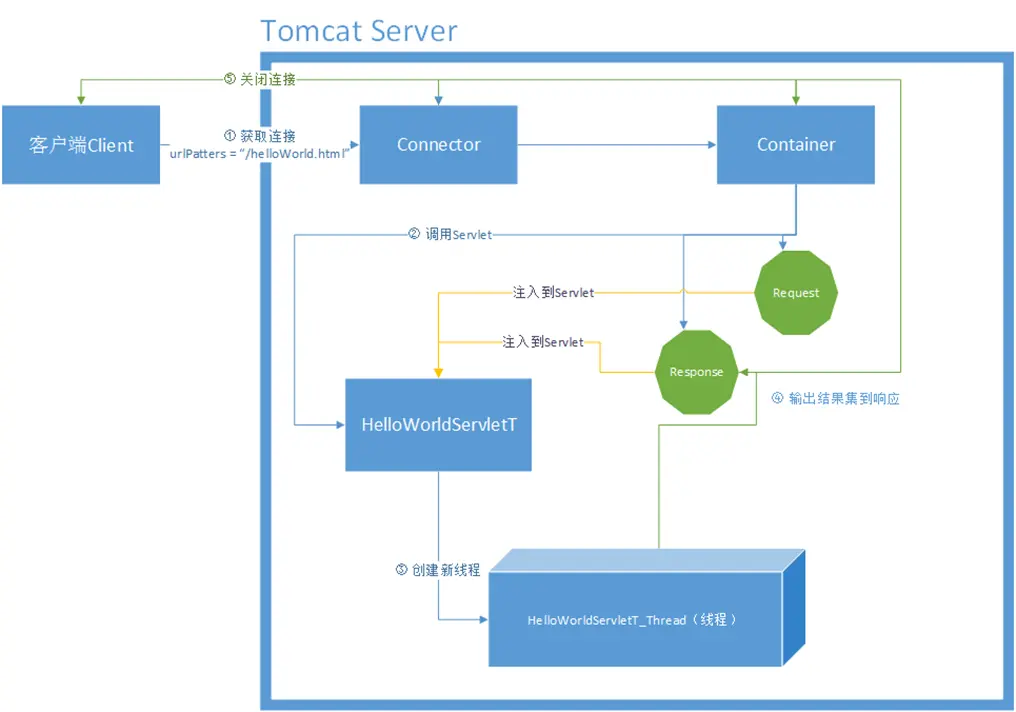 Tomcat Server
⑤ 关闭连接
客户端Client
① 获取连接
urlPatters = “/helloWorld.html”
Connector
Container
② 调用Servlet
Request
注入到Servlet
注入到Servlet
Response
④ 输出结果集到响应
HelloWorldServletT
③ 创建新线程
HelloWorldServletT_Thread（线程）